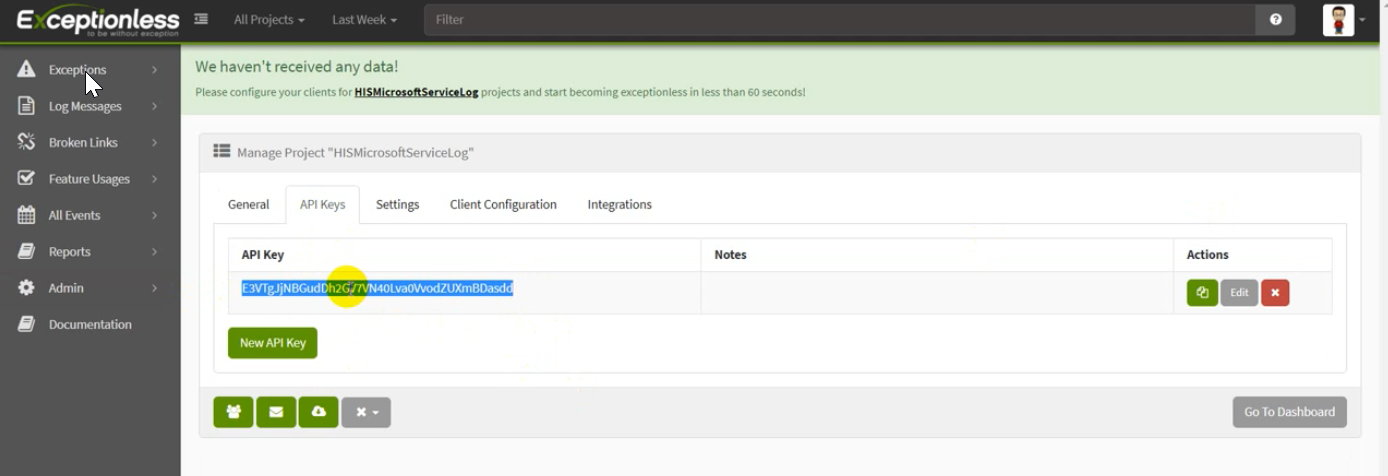 Exceptionless
to be without exception
All Projects
Last Week
Filter
Exceptions
Log Messages
Broken Links
Feature Usages
All Events
Reports
Admin
Documentation
We haven't received any data!
Please configure your clients for HISMicrosoftServiceLog projects and start becoming exceptionless in less than 60 seconds!
Manage Project "HISMicrosoftServiceLog"
General
API Keys
Settings
Client Configuration
Integrations
API Key
Notes
Actions
Edit
New API Key
Go To Dashboard